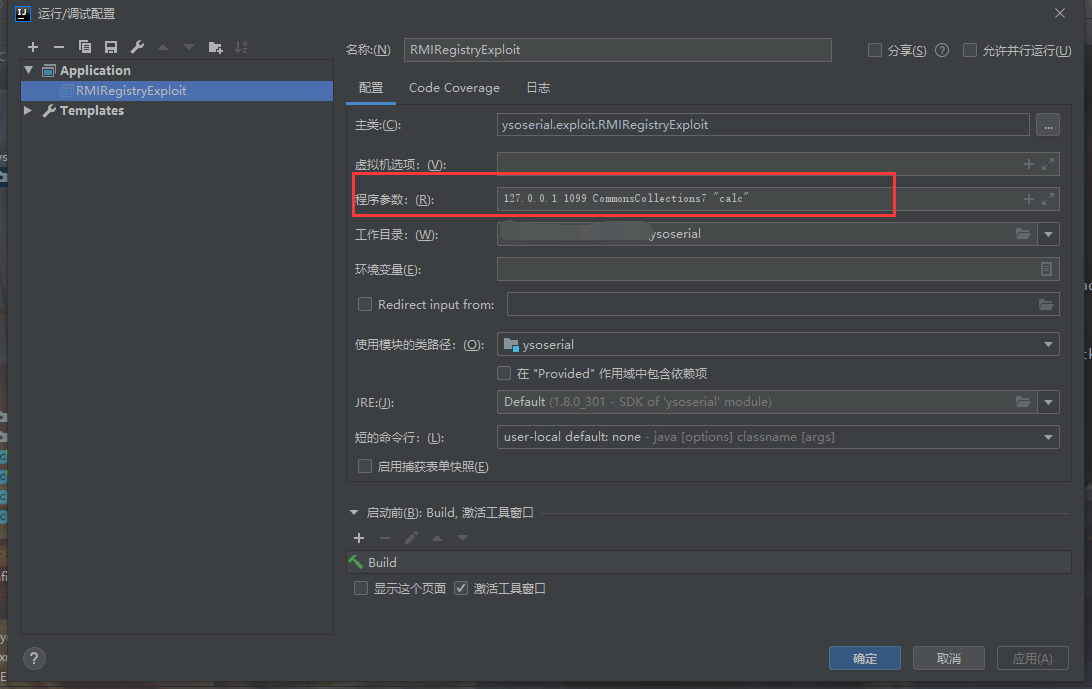 运行/调试配置
名称:(N) RMIRegistryExploit 分享(S) 允许并行运行(U)
Application
RMIRegistryExploit
Templates
配置 Code Coverage 日志
主类:(C): ysoserial.exploit.RMIRegistryExploit ...
虚拟机选项: (V):
程序参数: (R): 127.0.0.1 1099 CommonsCollections7 "calc"
工作目录: (W): ysoserial
环境变量(E):
Redirect input from:
使用模块的类路径: (O): ysoserial
在 "Provided" 作用域中包含依赖项
JRE:(J): Default (1.8.0_301 - SDK of 'ysoserial' module)
短的命令行: (L): user-local default: none - java [options] classname [args]
启用捕获表单快照(E)
启动前(B): Build, 激活工具窗口
Build
显示这个页面 激活工具窗口
? 确定 取消 应用(A)